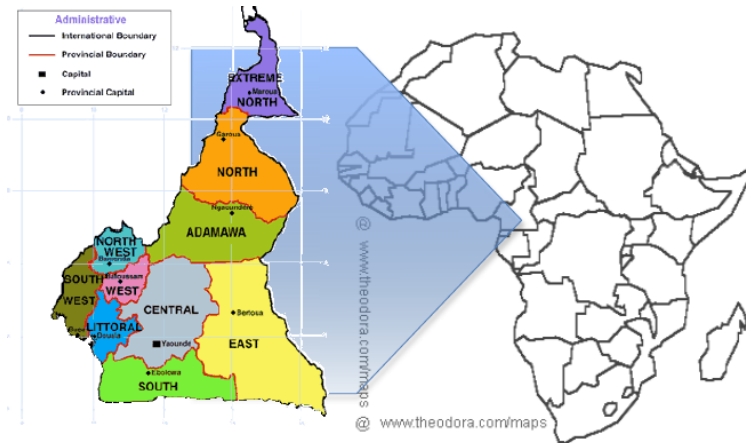 Administrative
International Boundary
Provincial Boundary
Capital
Provincial Capital
EXTREME
Maroua
NORTH
Garoua
NORTH
Ngaoundere
ADAMAWA
NORTH
WEST
Bamenda
Bafoussam
SOUTH
WEST
WEST
CENTRAL
LITTORAL
Buea
Douala
Yaounde
Bertoua
EAST
Ebolowa
SOUTH
@ www.theodora.com/maps
@ www.theodora.com/maps